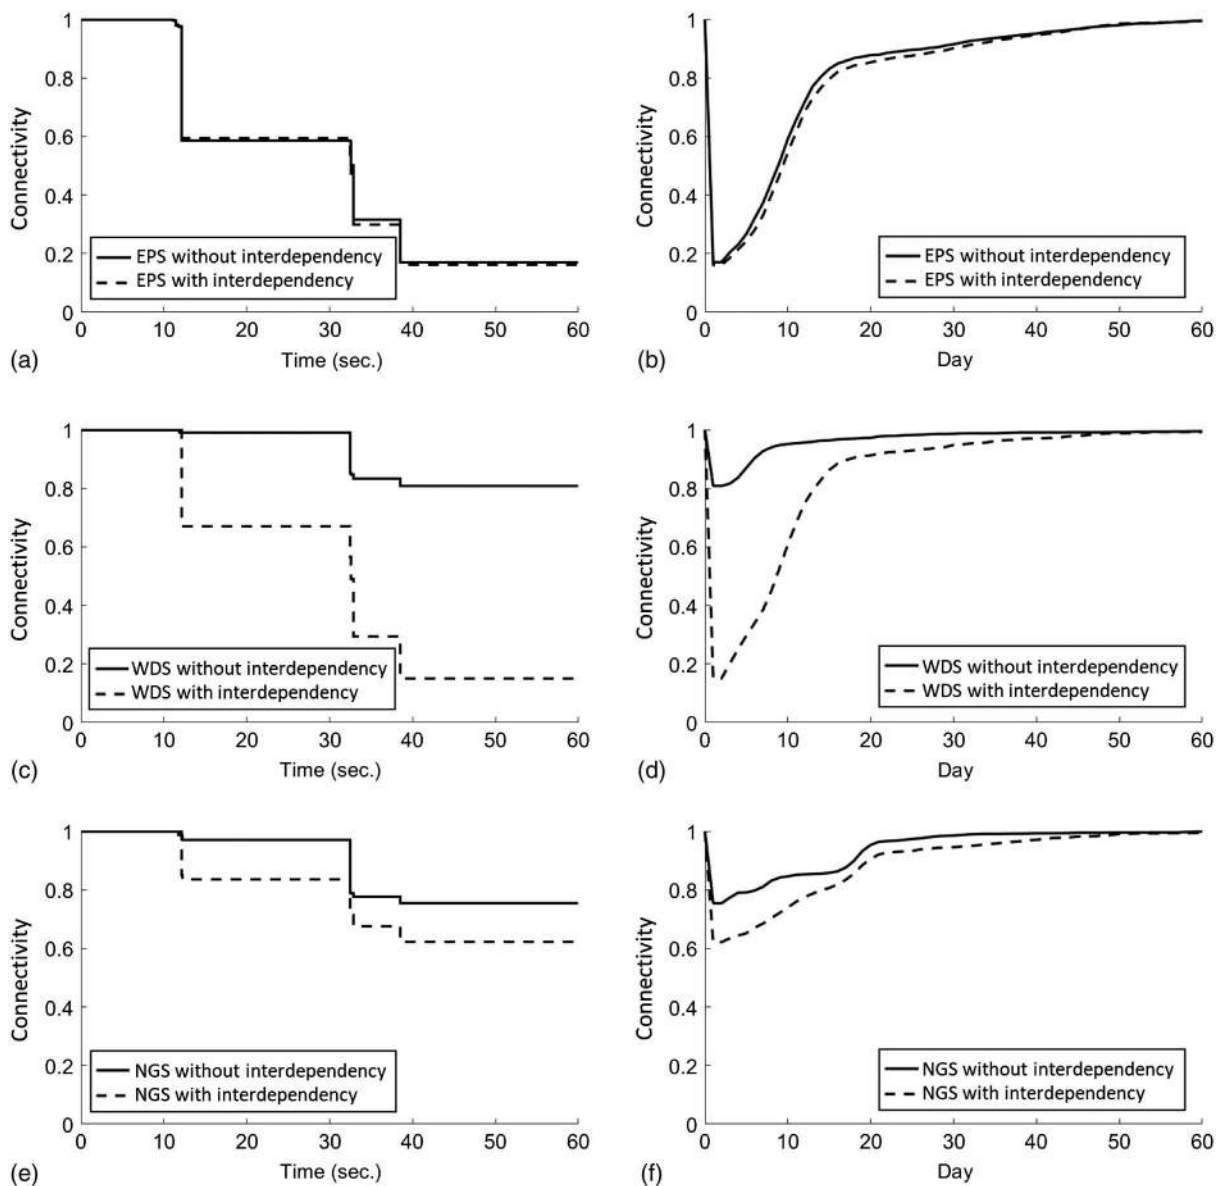 1
0.8
0.6
0.4
0.2
0
Connectivity
EPS without interdependency
EPS with interdependency
0 10 20 30 40 50 60
Time (sec.)
(a)
1
0.8
0.6
0.4
0.2
0
Connectivity
EPS without interdependency
EPS with interdependency
0 10 20 30 40 50 60
Day
(b)
1
0.8
0.6
0.4
0.2
0
Connectivity
WDS without interdependency
WDS with interdependency
0 10 20 30 40 50 60
Time (sec.)
(c)
1
0.8
0.6
0.4
0.2
0
Connectivity
WDS without interdependency
WDS with interdependency
0 10 20 30 40 50 60
Day
(d)
1
0.8
0.6
0.4
0.2
0
Connectivity
NGS without interdependency
NGS with interdependency
0 10 20 30 40 50 60
Time (sec.)
(e)
1
0.8
0.6
0.4
0.2
0
Connectivity
NGS without interdependency
NGS with interdependency
0 10 20 30 40 50 60
Day
(f)